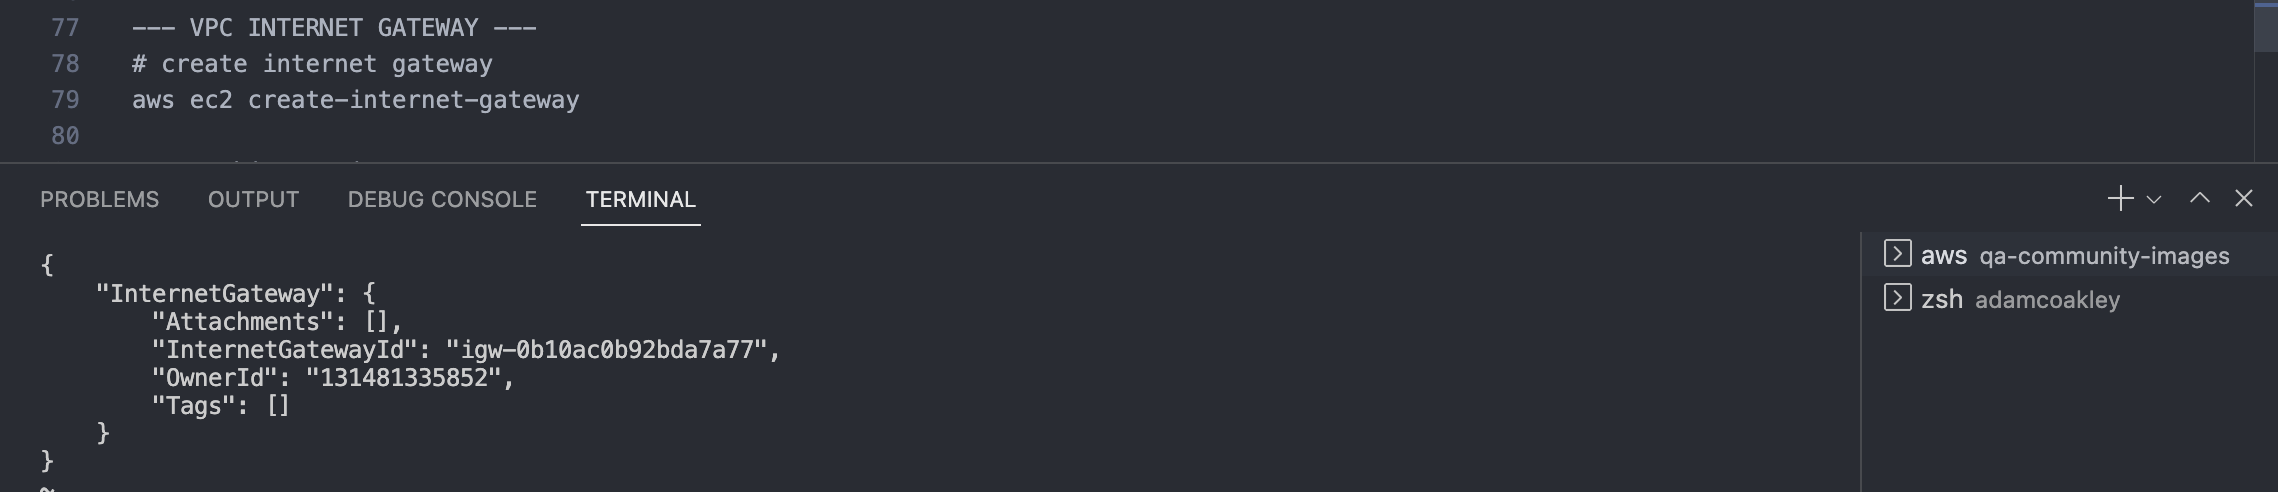 77 --- VPC INTERNET GATEWAY ---
78 # create internet gateway
79 aws ec2 create-internet-gateway
80
PROBLEMS OUTPUT DEBUG CONSOLE TERMINAL
{
    "InternetGateway": {
        "Attachments": [],
        "InternetGatewayId": "igw-0b10ac0b92bda7a77",
        "OwnerId": "131481335852",
        "Tags": []
    }
}
aws qa-community-images
zsh adamcoakley